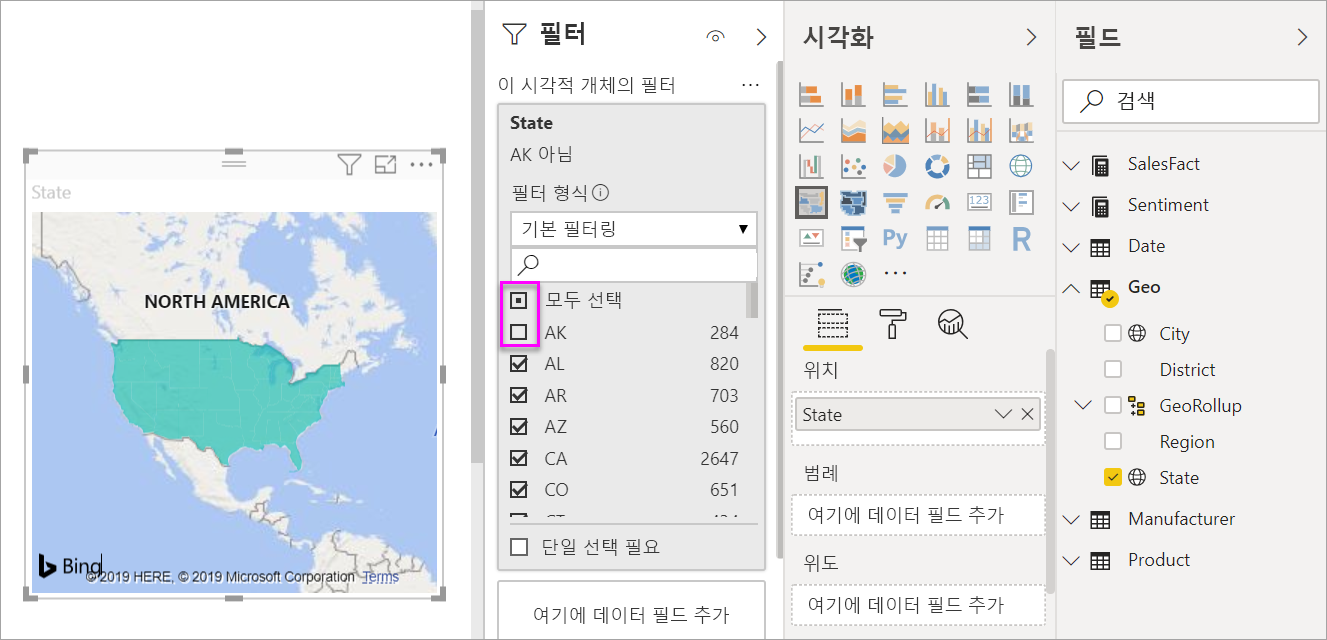 State
NORTH AMERICA
Bing
© 2019 HERE, © 2019 Microsoft Corporation Terms
필터
이 시각적 개체의 필터
State
AK 아님
필터 형식
기본 필터링
모두 선택
AK 284
AL 820
AR 703
AZ 560
CA 2647
CO 651
단일 선택 필요
여기에 데이터 필드 추가
시각화
123
Py
R
위치
State
범례
여기에 데이터 필드 추가
위도
여기에 데이터 필드 추가
필드
검색
SalesFact
Sentiment
Date
Geo
City
District
GeoRollup
Region
State
Manufacturer
Product